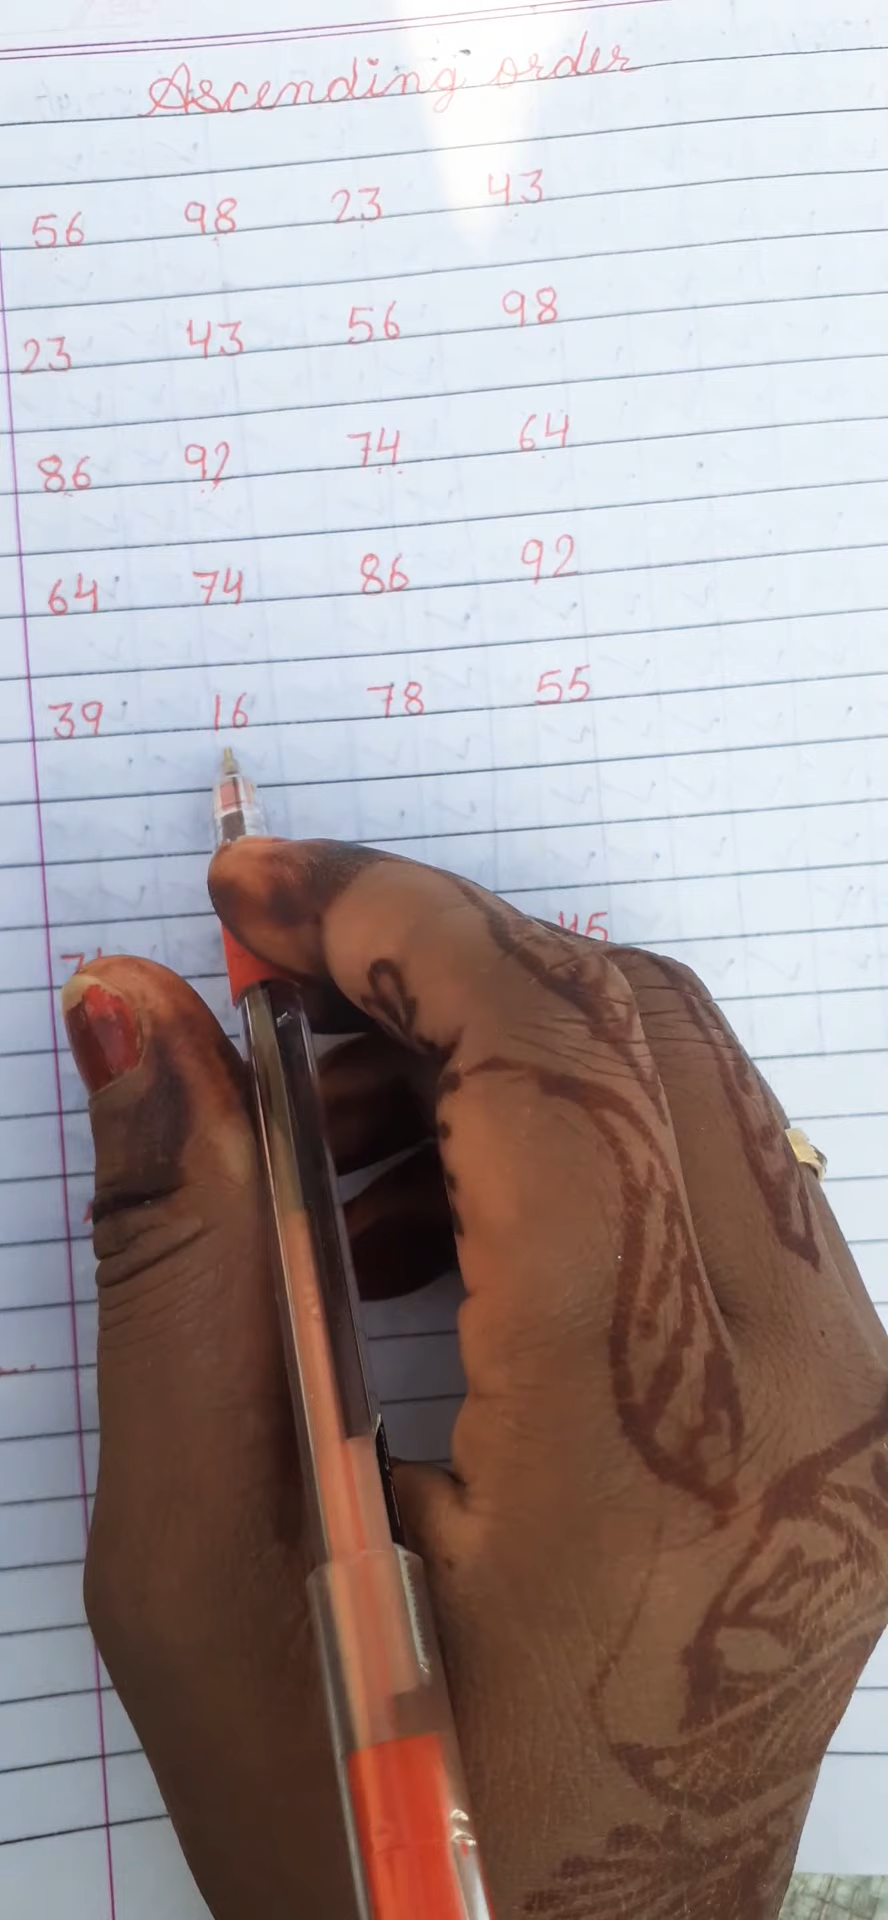 Ascending order
56 98 23 43
23 43 56 98
86 92 74 64
64 74 86 92
39 16 78 55
45